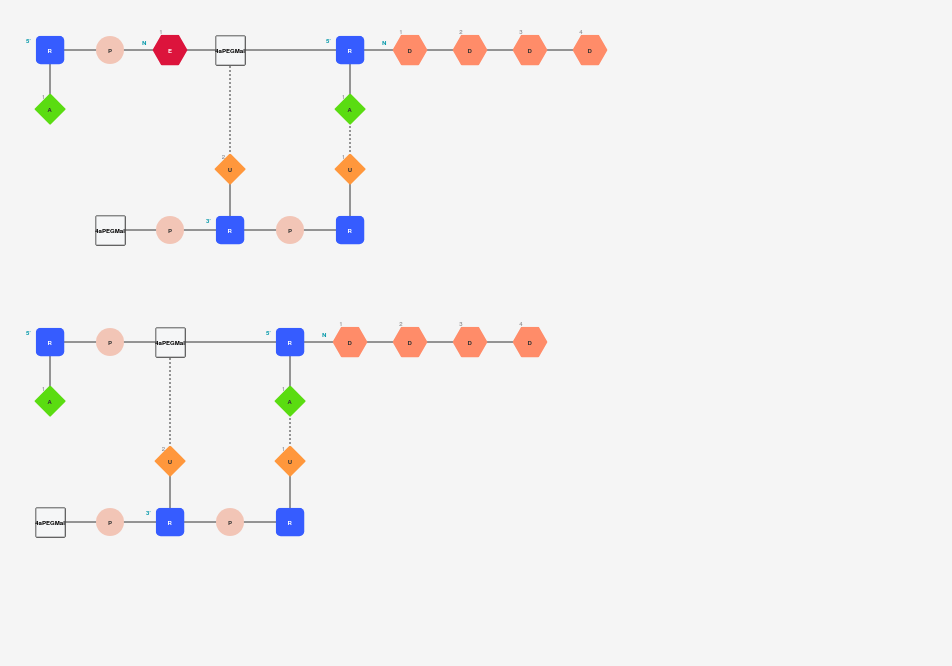 1
5' R P N E 4aPEGMal 5' R N 1 D 2 D 3 D 4 D
1 A 1 A
2 U 1 U
4aPEGMal P 3' R P R
5' R P 4aPEGMal 5' R N 1 D 2 D 3 D 4 D
1 A 1 A
2 U 1 U
4aPEGMal P 3' R P R